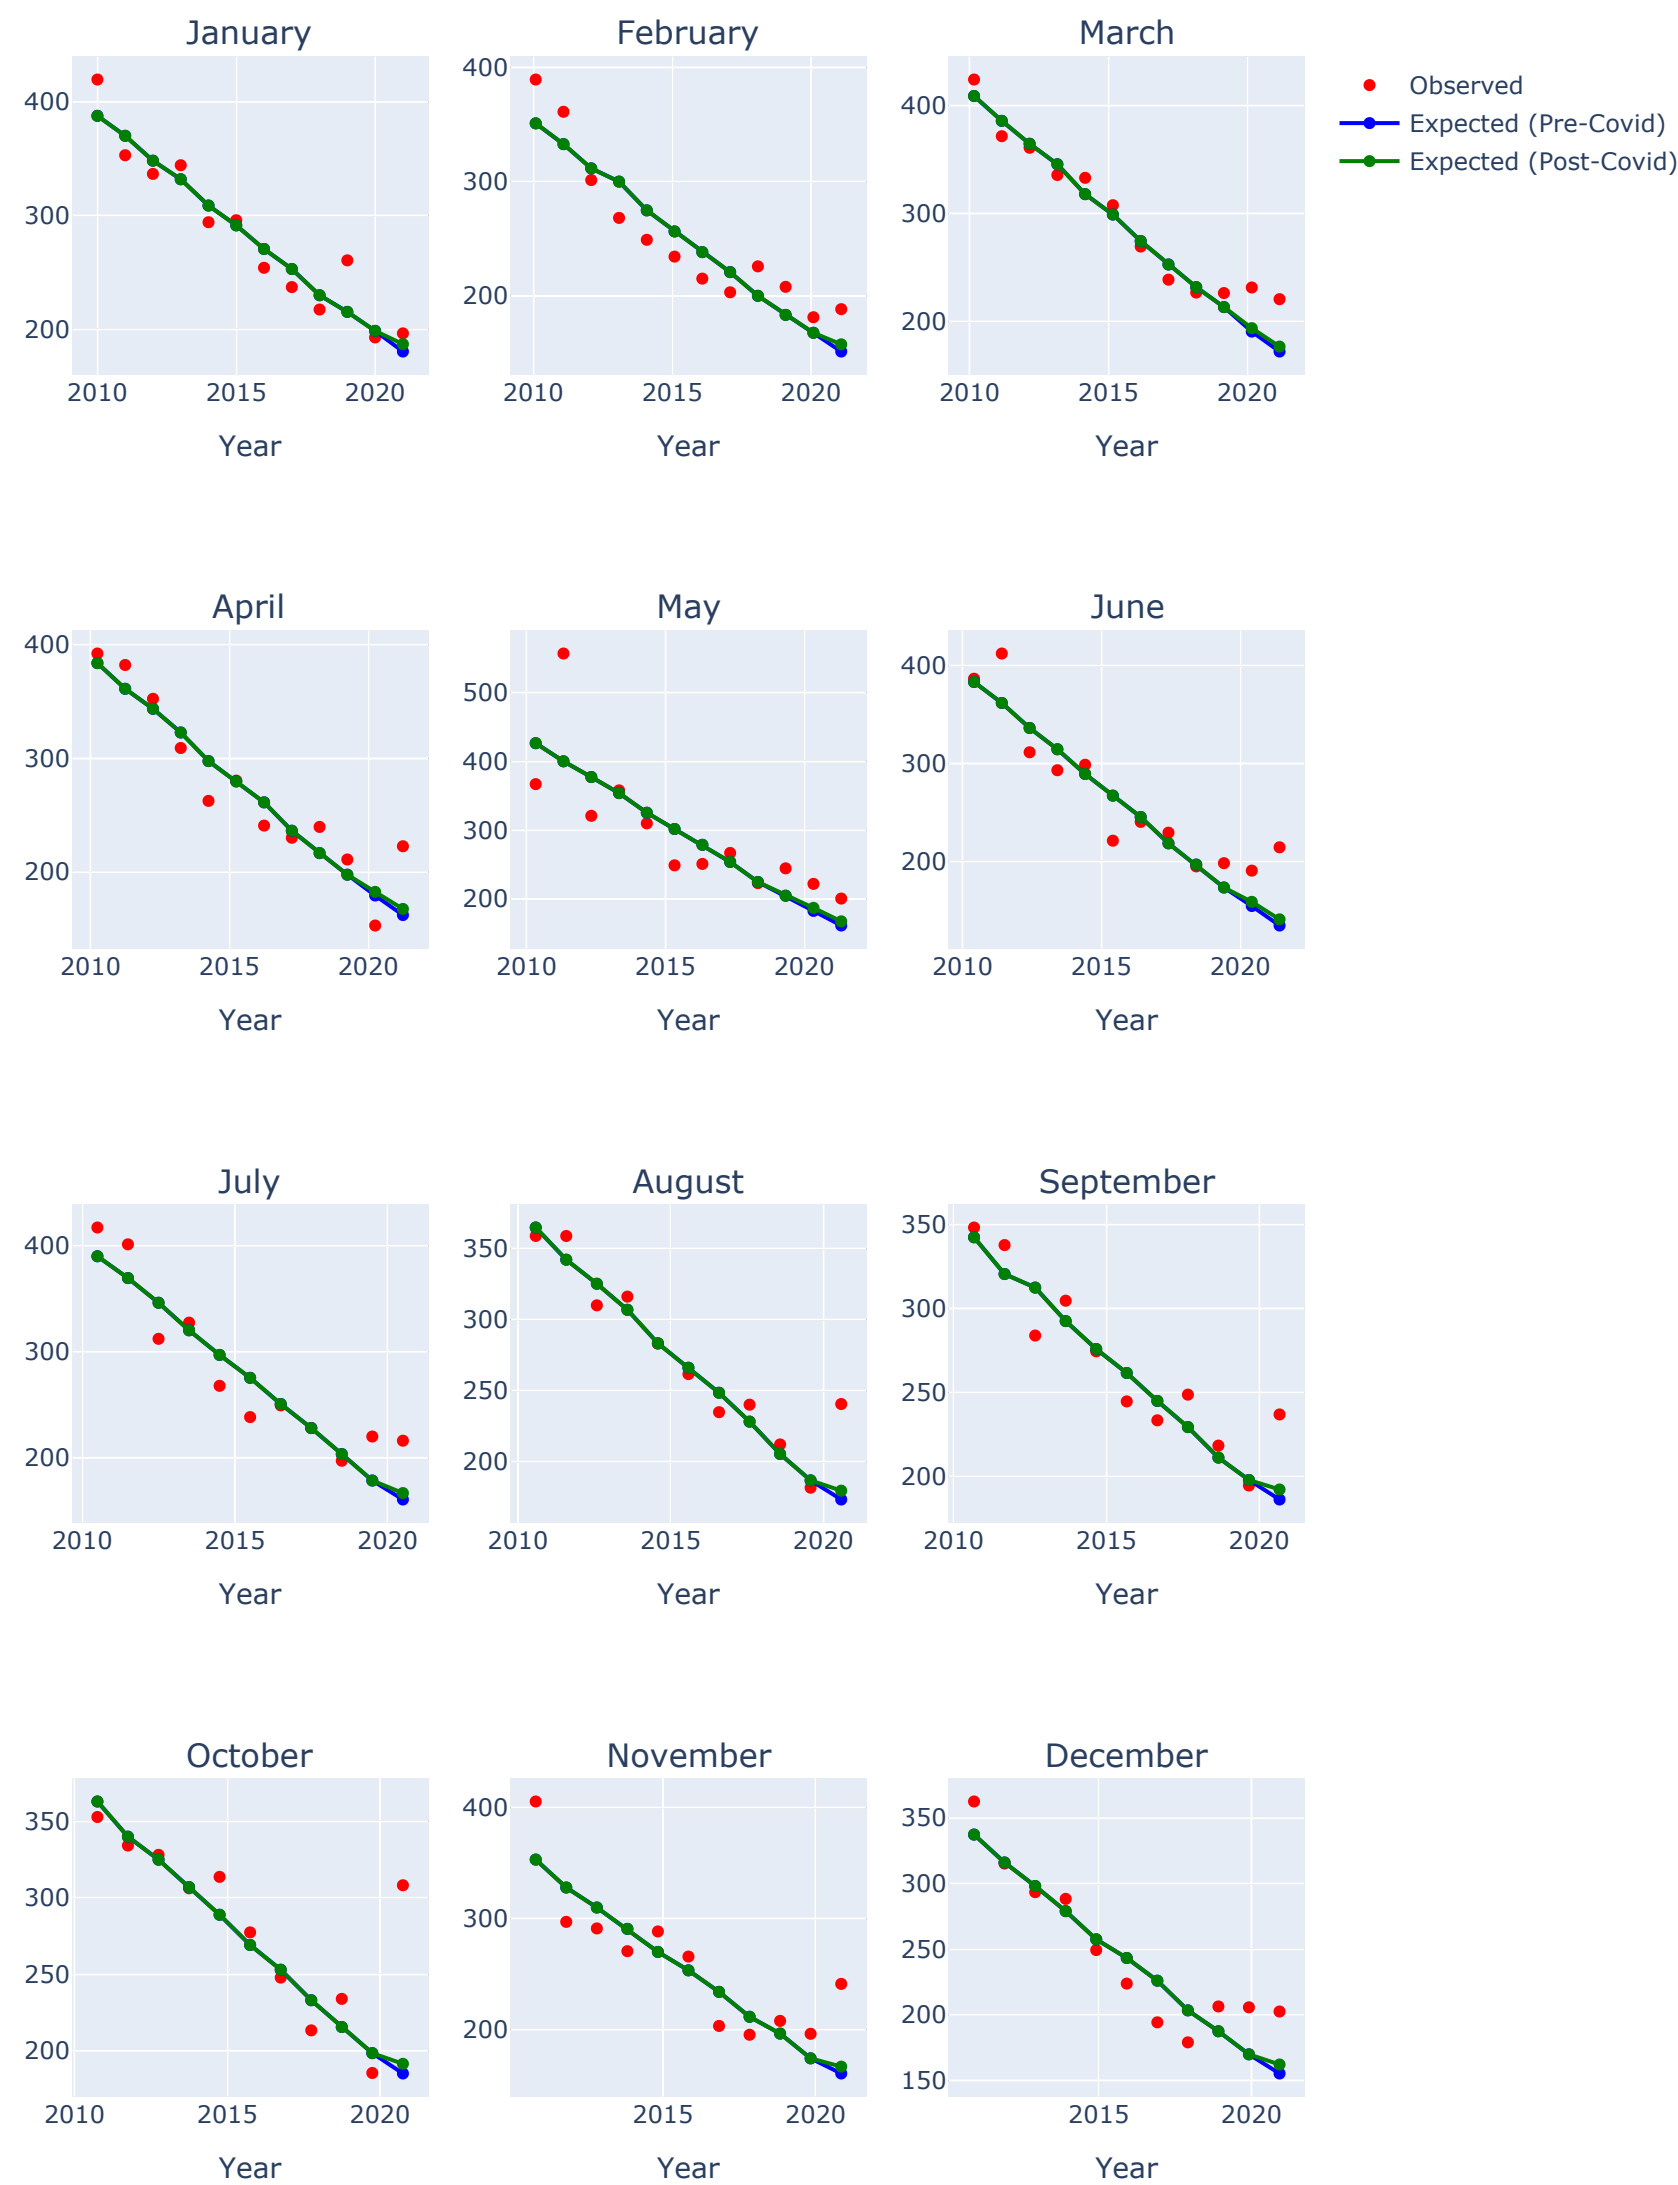 January
February
March
Observed
Expected (Pre-Covid)
Expected (Post-Covid)
400
300
200
2010 2015 2020
Year
400
300
200
2010 2015 2020
Year
400
300
200
2010 2015 2020
Year
April
400
300
200
2010 2015 2020
Year
May
500
400
300
200
2010 2015 2020
Year
June
400
300
200
2010 2015 2020
Year
July
400
300
200
2010 2015 2020
Year
August
350
300
250
200
2010 2015 2020
Year
September
350
300
250
200
2010 2015 2020
Year
October
350
300
250
200
2010 2015 2020
Year
November
400
300
200
2015 2020
Year
December
350
300
250
200
150
2015 2020
Year